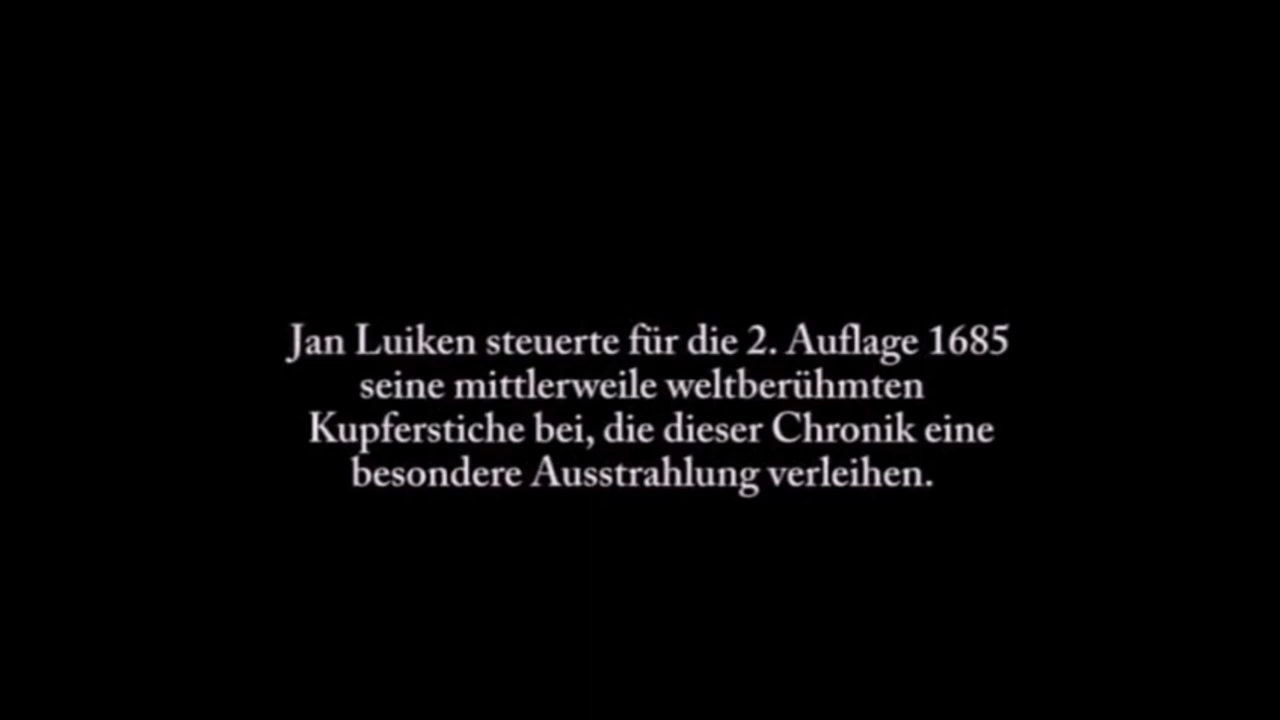 Jan Luiken steuerte für die 2. Auflage 1685
seine mittlerweile weltberühmten
Kupferstiche bei, die dieser Chronik eine
besondere Ausstrahlung verleihen.